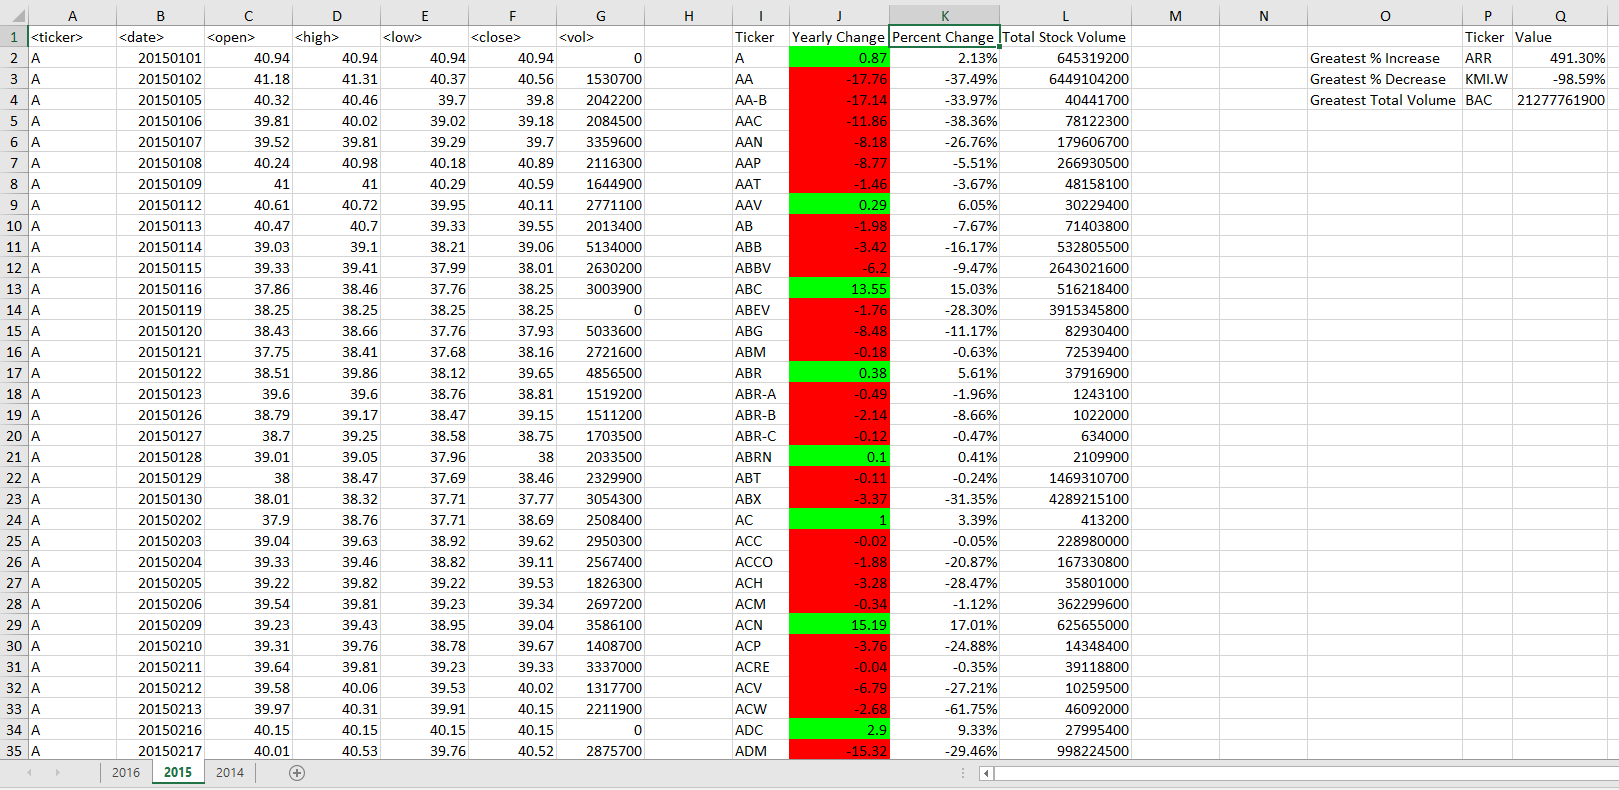 A B C D E F G H I J K L M N O P Q
1 <ticker> <date> <open> <high> <low> <close> <vol> Ticker Yearly Change Percent Change Total Stock Volume Ticker Value
2 A 20150101 40.94 40.94 40.94 40.94 0 A 0.87 2.13% 645319200 Greatest % Increase ARR 491.30%
3 A 20150102 41.18 41.31 40.37 40.56 1530700 AA -17.76 -37.49% 6449104200 Greatest % Decrease KMI.W -98.59%
4 A 20150105 40.32 40.46 39.7 39.8 2042200 AA-B -17.14 -33.97% 40441700 Greatest Total Volume BAC 21277761900
5 A 20150106 39.81 40.02 39.02 39.18 2084500 AAC -11.86 -38.36% 78122300
6 A 20150107 39.52 39.81 39.29 39.7 3359600 AAN -8.18 -26.76% 179606700
7 A 20150108 40.24 40.98 40.18 40.89 2116300 AAP -8.77 -5.51% 266930500
8 A 20150109 41 41 40.29 40.59 1644900 AAT -1.46 -3.67% 48158100
9 A 20150112 40.61 40.72 39.95 40.11 2771100 AAV 0.29 6.05% 30229400
10 A 20150113 40.47 40.7 39.33 39.55 2013400 AB -1.98 -7.67% 71403800
11 A 20150114 39.03 39.1 38.21 39.06 5134000 ABB -3.42 -16.17% 532805500
12 A 20150115 39.33 39.41 37.99 38.01 2630200 ABBV -6.2 -9.47% 2643021600
13 A 20150116 37.86 38.46 37.76 38.25 3003900 ABC 13.55 15.03% 516218400
14 A 20150119 38.25 38.25 38.25 38.25 0 ABEV -1.76 -28.30% 3915345800
15 A 20150120 38.43 38.66 37.76 37.93 5033600 ABG -8.48 -11.17% 82930400
16 A 20150121 37.75 38.41 37.68 38.16 2721600 ABM -0.18 -0.63% 72539400
17 A 20150122 38.51 39.86 38.12 39.65 4856500 ABR 0.38 5.61% 37916900
18 A 20150123 39.6 39.6 38.76 38.81 1519200 ABR-A -0.49 -1.96% 1243100
19 A 20150126 38.79 39.17 38.47 39.15 1511200 ABR-B -2.14 -8.66% 1022000
20 A 20150127 38.7 39.25 38.58 38.75 1703500 ABR-C -0.12 -0.47% 634000
21 A 20150128 39.01 39.05 37.96 38 2033500 ABRN 0.1 0.41% 2109900
22 A 20150129 38 38.47 37.69 38.46 2329900 ABT -0.11 -0.24% 1469310700
23 A 20150130 38.01 38.32 37.71 37.77 3054300 ABX -3.37 -31.35% 4289215100
24 A 20150202 37.9 38.76 37.71 38.69 2508400 AC 1 3.39% 413200
25 A 20150203 39.04 39.63 38.92 39.62 2950300 ACC -0.02 -0.05% 228980000
26 A 20150204 39.33 39.46 38.82 39.11 2567400 ACCO -1.88 -20.87% 167330800
27 A 20150205 39.22 39.82 39.22 39.53 1826300 ACH -3.28 -28.47% 35801000
28 A 20150206 39.54 39.81 39.23 39.34 2697200 ACM -0.34 -1.12% 362299600
29 A 20150209 39.23 39.43 38.95 39.04 3586100 ACN 15.19 17.01% 625655000
30 A 20150210 39.31 39.76 38.78 39.67 1408700 ACP -3.76 -24.88% 14348400
31 A 20150211 39.64 39.81 39.23 39.33 3337000 ACRE -0.04 -0.35% 39118800
32 A 20150212 39.58 40.06 39.53 40.02 1317700 ACV -6.79 -27.21% 10259500
33 A 20150213 39.97 40.31 39.91 40.15 2211900 ACW -2.68 -61.75% 46092000
34 A 20150216 40.15 40.15 40.15 40.15 0 ADC 2.9 9.33% 27995400
35 A 20150217 40.01 40.53 39.76 40.52 2875700 ADM -15.32 -29.46% 998224500
2016 2015 2014